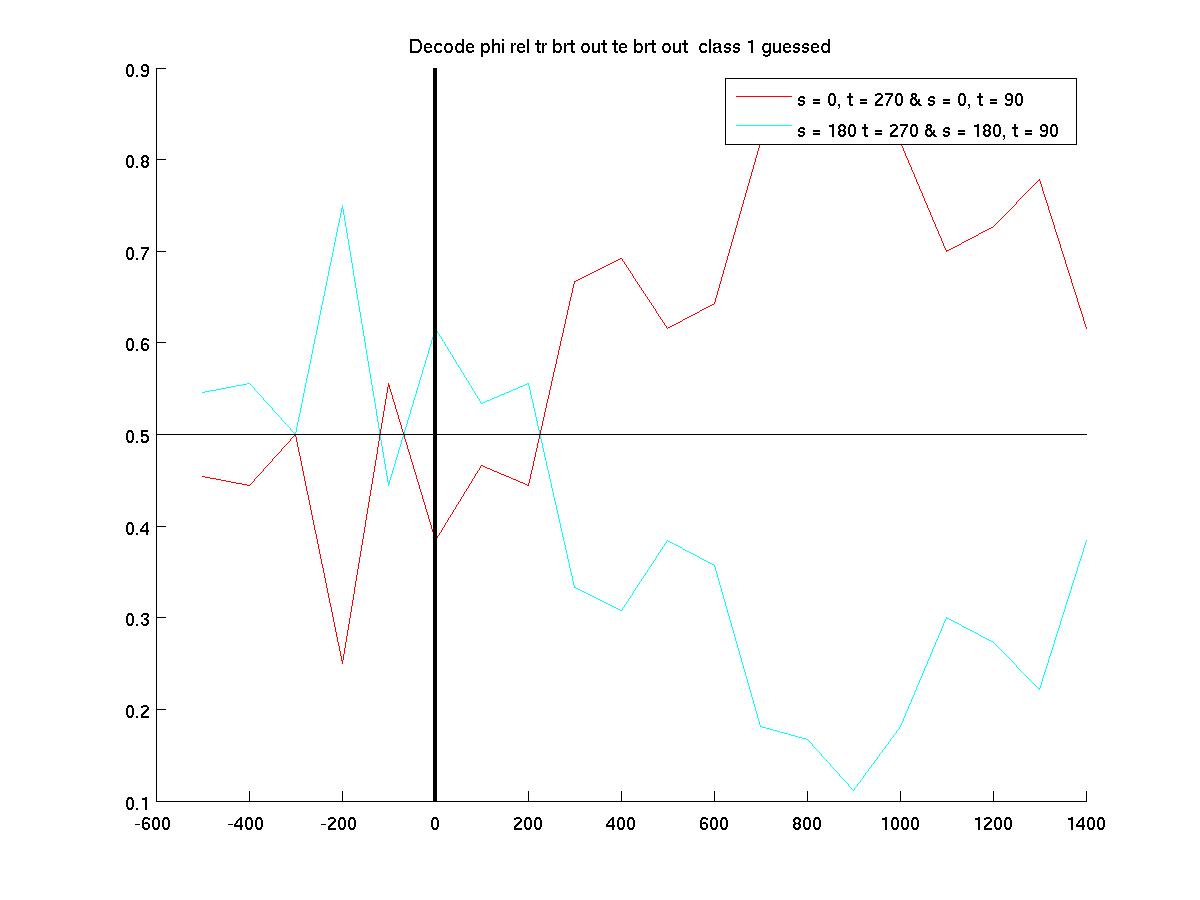 Decode phi rel tr brt out te brt out  class 1 guessed
0.9
s = 0, t = 270 & s = 0, t = 90
s = 180 t = 270 & s = 180, t = 90
0.8
0.7
0.6
0.5
0.4
0.3
0.2
0.1
-600 -400 -200 0 200 400 600 800 1000 1200 1400